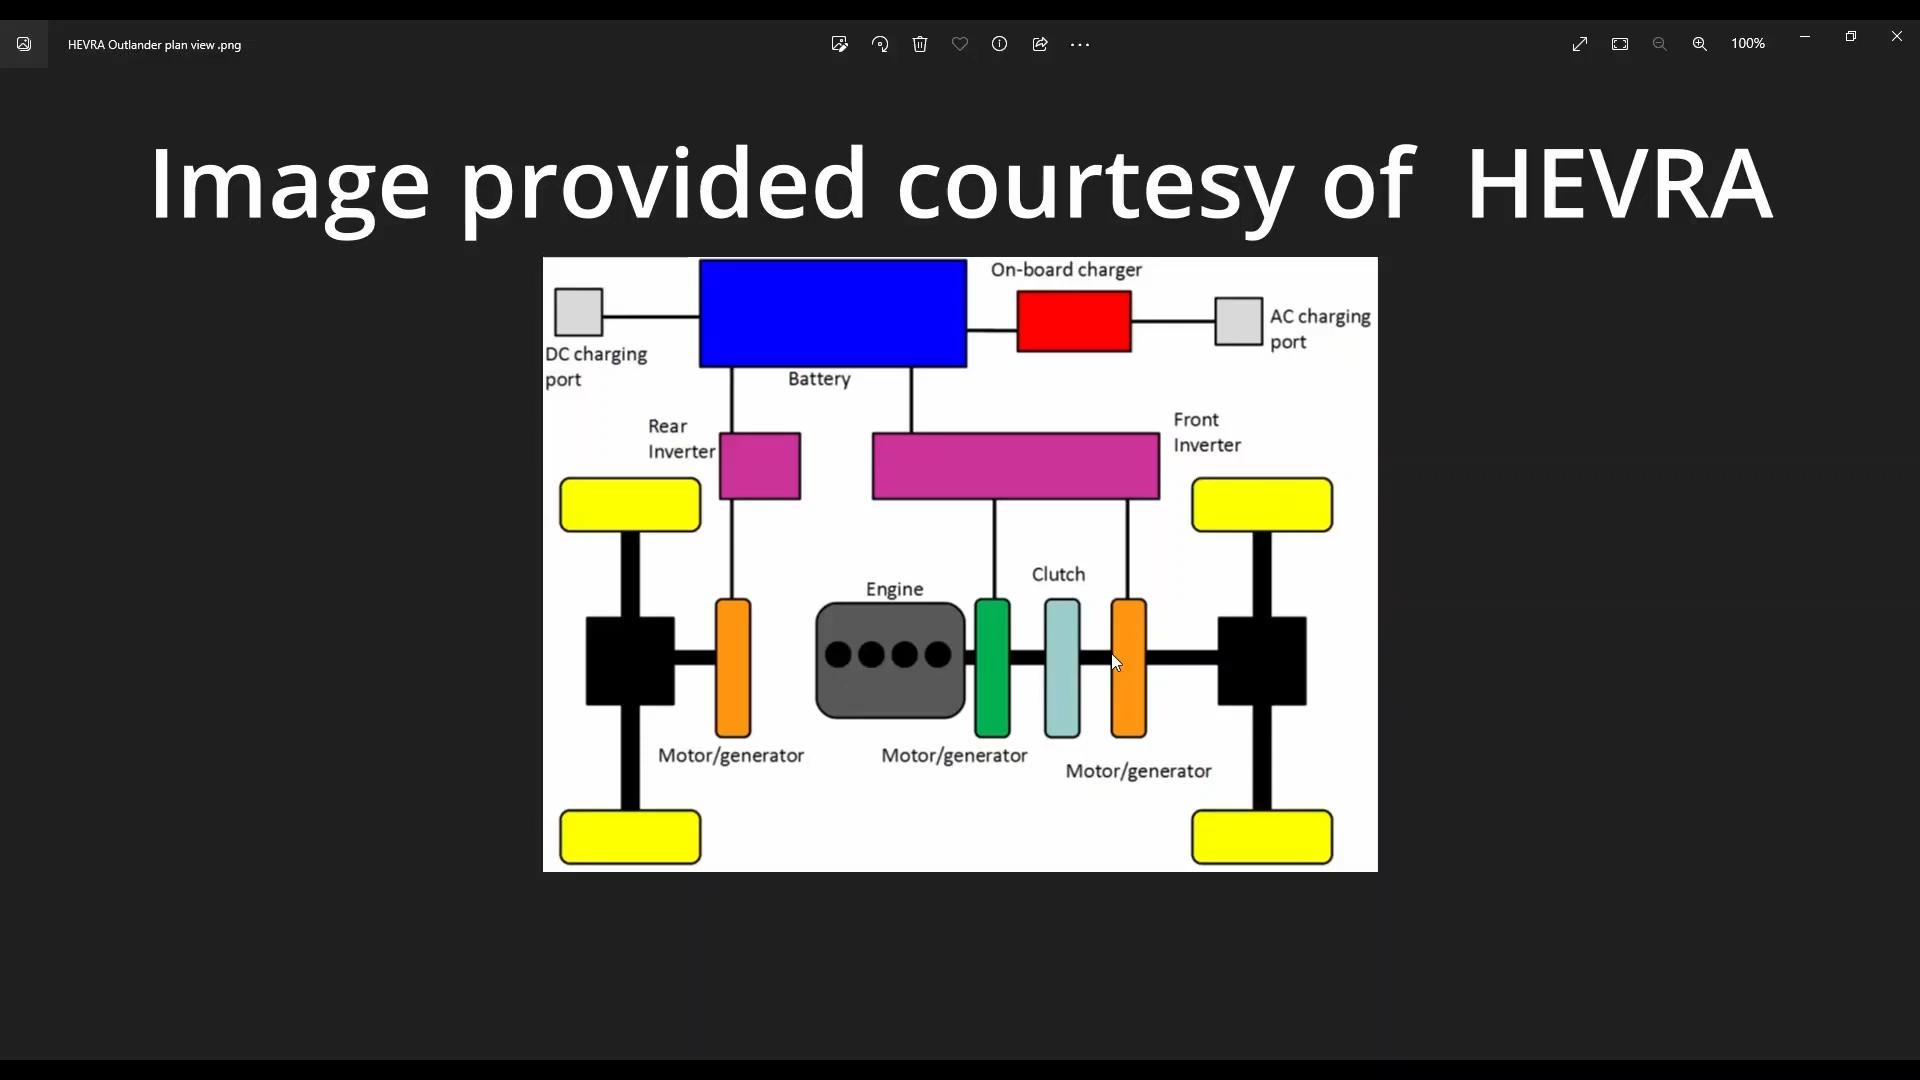 HEVRA Outlander plan view .png
100%
Image provided courtesy of HEVRA
On-board charger
AC charging
port
DC charging
port
Battery
Rear
Inverter
Front
Inverter
Clutch
Engine
Motor/generator
Motor/generator
Motor/generator